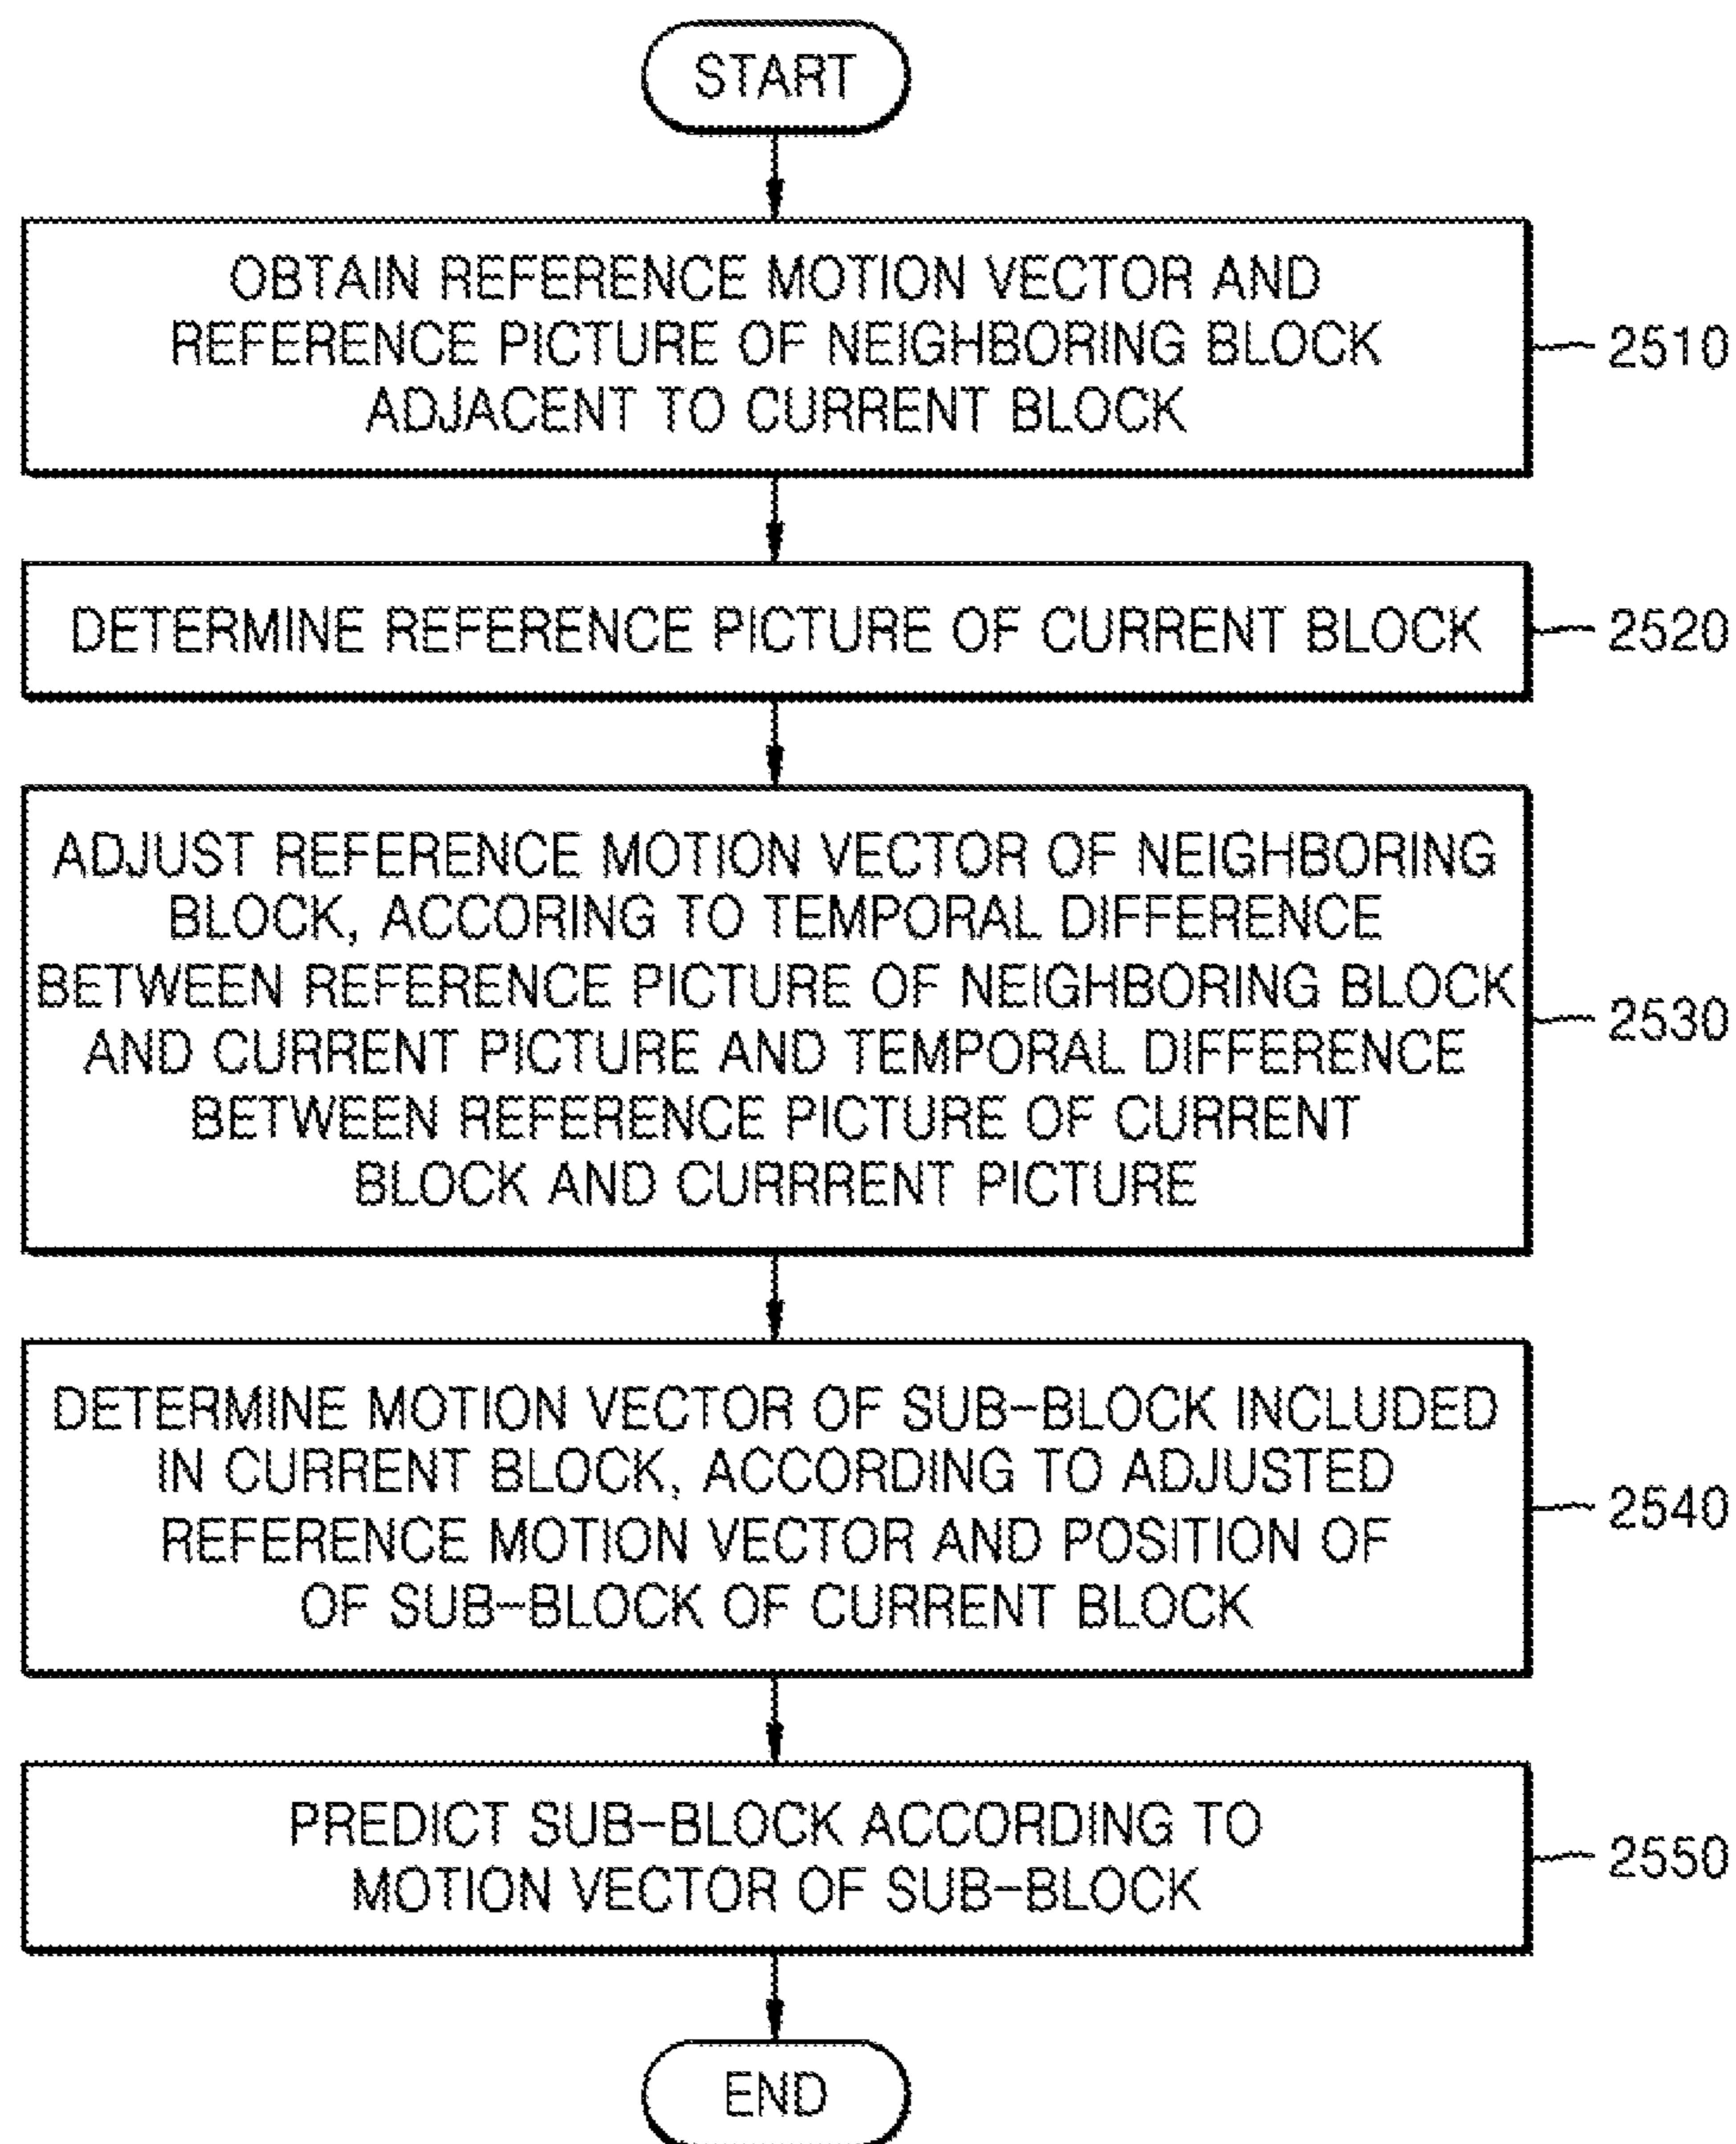 START
OBTAIN REFERENCE MOTION VECTOR AND
REFERENCE PICTURE OF NEIGHBORING BLOCK
ADJACENT TO CURRENT BLOCK
2510
DETERMINE REFERENCE PICTURE OF CURRENT BLOCK
2520
ADJUST REFERENCE MOTION VECTOR OF NEIGHBORING
BLOCK, ACCORING TO TEMPORAL DIFFERENCE
BETWEEN REFERENCE PICTURE OF NEIGHBORING BLOCK
AND CURRENT PICTURE AND TEMPORAL DIFFERENCE
BETWEEN REFERENCE PICTURE OF CURRENT
BLOCK AND CURRRENT PICTURE
2530
DETERMINE MOTION VECTOR OF SUB-BLOCK INCLUDED
IN CURRENT BLOCK, ACCORDING TO ADJUSTED
REFERENCE MOTION VECTOR AND POSITION OF
OF SUB-BLOCK OF CURRENT BLOCK
2540
PREDICT SUB-BLOCK ACCORDING TO
MOTION VECTOR OF SUB-BLOCK
2550
END